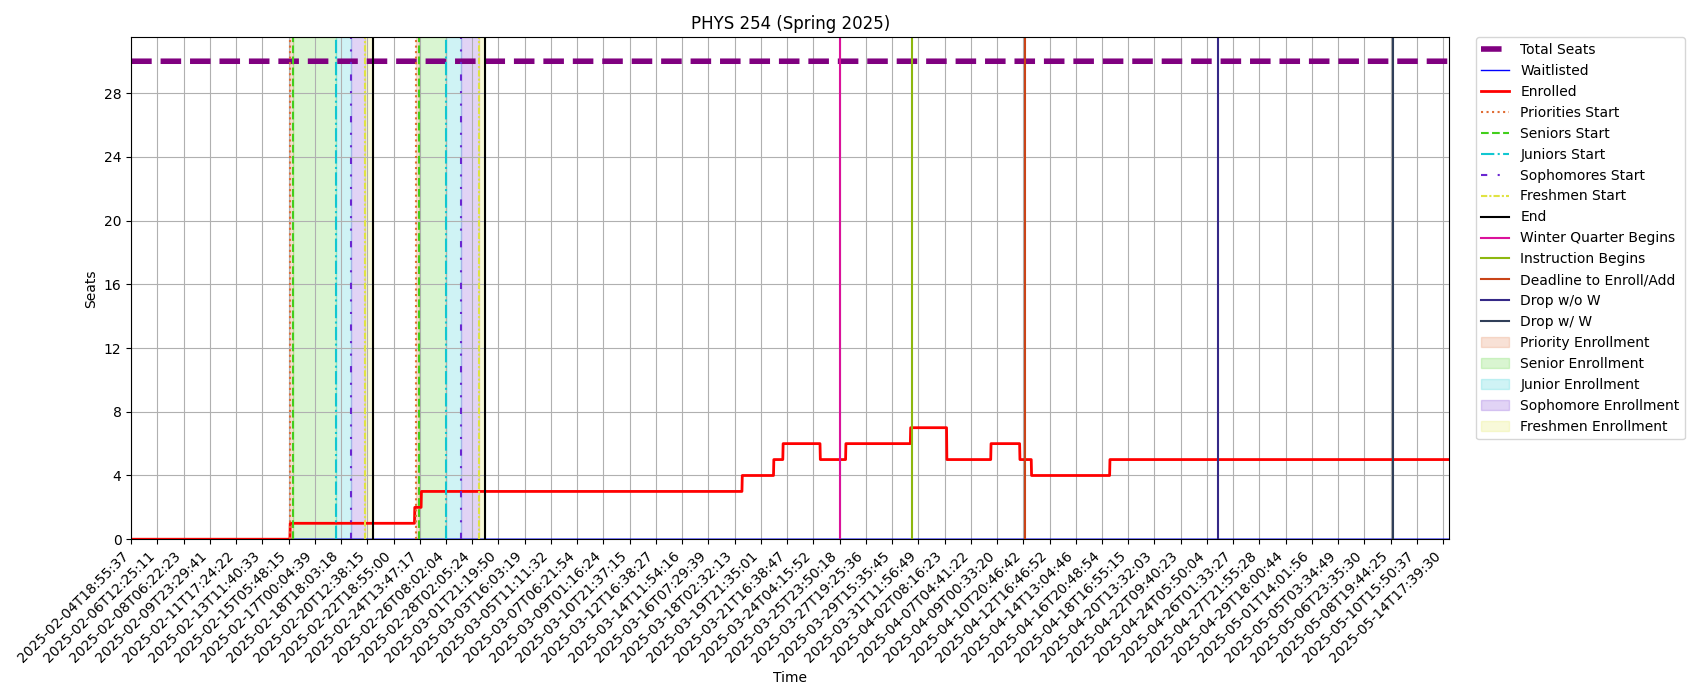 PHYS 254 (Spring 2025)
Seats
28
24
20
16
12
8
4
0
2025-02-04T18:55:37
2025-02-06T12:25:11
2025-02-08T06:22:23
2025-02-09T23:29:41
2025-02-11T17:24:22
2025-02-13T11:40:33
2025-02-15T05:48:15
2025-02-17T00:04:39
2025-02-18T18:03:18
2025-02-20T12:38:15
2025-02-22T18:55:00
2025-02-24T13:47:17
2025-02-26T08:02:04
2025-02-28T02:05:24
2025-03-01T21:19:50
2025-03-03T16:03:19
2025-03-05T11:11:32
2025-03-07T06:21:54
2025-03-09T01:16:24
2025-03-10T21:37:15
2025-03-12T16:38:27
2025-03-14T11:54:16
2025-03-16T07:29:39
2025-03-18T02:32:13
2025-03-19T21:35:01
2025-03-21T16:38:47
2025-03-24T04:15:52
2025-03-25T23:50:18
2025-03-27T19:25:36
2025-03-29T15:35:45
2025-03-31T11:56:49
2025-04-02T08:16:23
2025-04-07T04:41:22
2025-04-09T00:33:20
2025-04-10T20:46:42
2025-04-12T16:46:52
2025-04-14T13:04:46
2025-04-16T20:48:54
2025-04-18T16:55:15
2025-04-20T13:32:03
2025-04-22T09:40:23
2025-04-24T05:50:04
2025-04-26T01:33:27
2025-04-27T21:55:28
2025-04-29T18:00:44
2025-05-01T14:01:56
2025-05-05T03:34:49
2025-05-06T23:35:30
2025-05-08T19:44:25
2025-05-10T15:50:37
2025-05-14T17:39:30
Time
Total Seats
Waitlisted
Enrolled
Priorities Start
Seniors Start
Juniors Start
Sophomores Start
Freshmen Start
End
Winter Quarter Begins
Instruction Begins
Deadline to Enroll/Add
Drop w/o W
Drop w/ W
Priority Enrollment
Senior Enrollment
Junior Enrollment
Sophomore Enrollment
Freshmen Enrollment